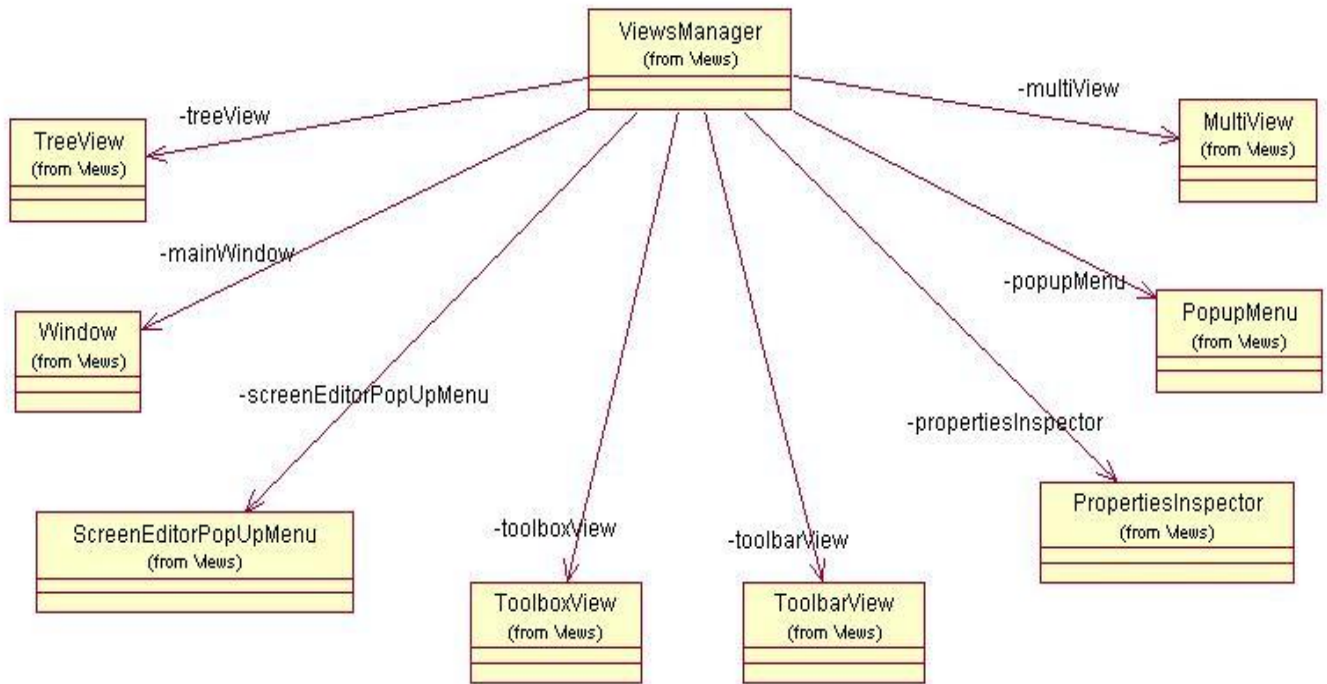 ViewsManager
(from Views)
-treeView
-multiView
TreeView
(from Views)
MultiView
(from Views)
-mainWindow
-popupMenu
Window
(from Views)
PopupMenu
(from Views)
-screenEditorPopUpMenu
-propertiesInspector
ScreenEditorPopUpMenu
(from Views)
PropertiesInspector
(from Views)
-toolboxView
-toolbarView
ToolboxView
(from Views)
ToolbarView
(from Views)